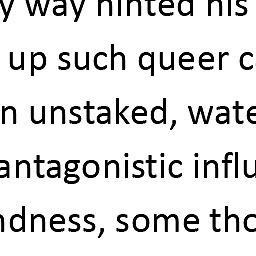 y way hinted his
up such queer c
n unstaked, wate
antagonistic influ
ndness, some tho